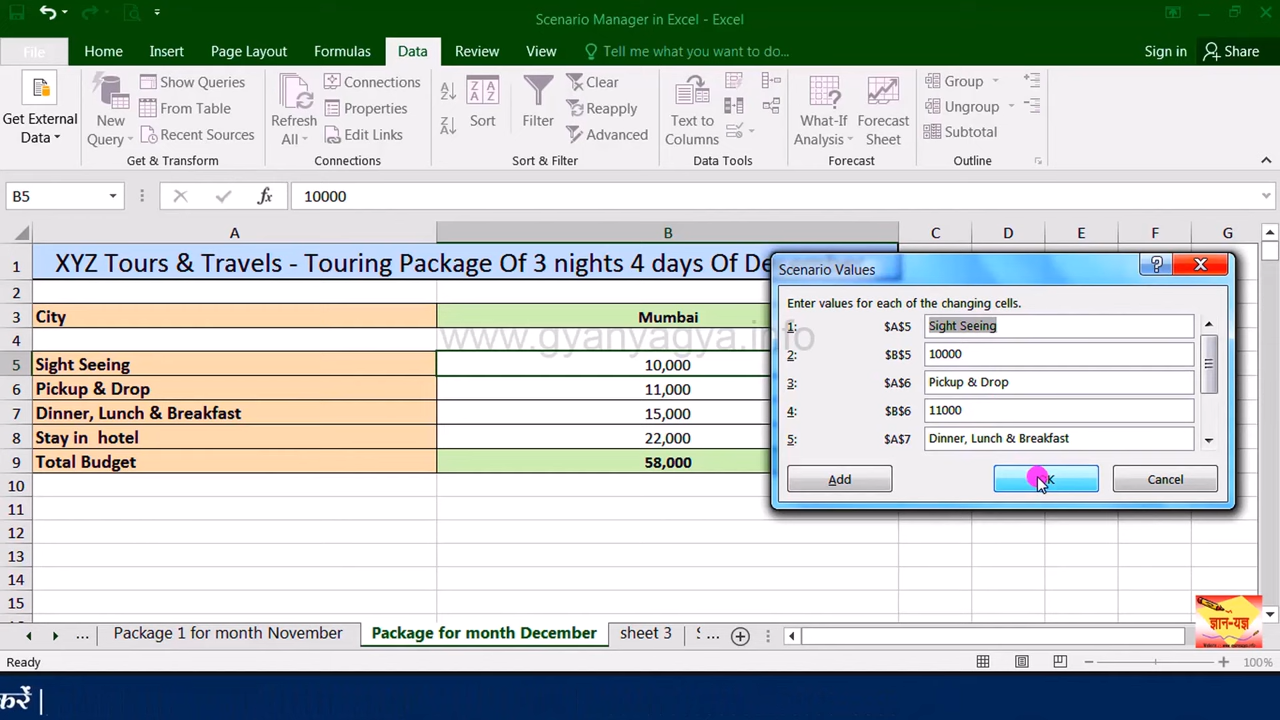 Scenario Manager in Excel - Excel
File Home Insert Page Layout Formulas Data Review View Tell me what you want to do... Sign in Share
Get External Data
New Query
Show Queries
From Table
Recent Sources
Get & Transform
Refresh All
Connections
Properties
Edit Links
Connections
Sort
Filter
Clear
Reapply
Advanced
Sort & Filter
Text to Columns
Data Tools
What-If Analysis
Forecast Sheet
Forecast
Group
Ungroup
Subtotal
Outline
B5 fx 10000
A B C D E F G
1 XYZ Tours & Travels - Touring Package Of 3 nights 4 days Of
2
3 City Mumbai
www.gyanyagya.info
4
5 Sight Seeing 10,000
6 Pickup & Drop 11,000
7 Dinner, Lunch & Breakfast 15,000
8 Stay in hotel 22,000
9 Total Budget 58,000
10
11
12
13
14
15
Scenario Values
Enter values for each of the changing cells.
1: $A$5 Sight Seeing
2: $B$5 10000
3: $A$6 Pickup & Drop
4: $B$6 11000
5: $A$7 Dinner, Lunch & Breakfast
Add Cancel
... Package 1 for month November Package for month December sheet 3 ...
ज्ञान-यज्ञ
Ready 100%
करें